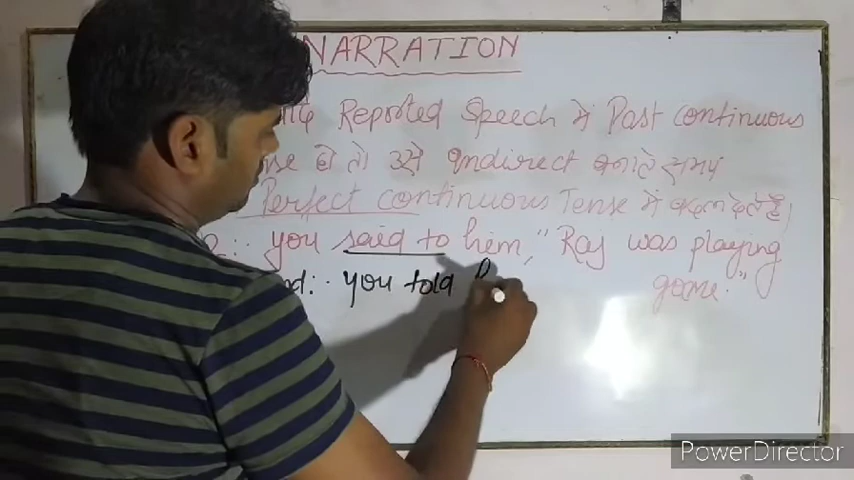 NARRATION
Reported Speech में Past continuous
हो तो उसे Indirect बनाते समय
Perfect continuous Tense में बदल देते हैं।
you said to him, "Raj was playing
game."
you told
PowerDirector